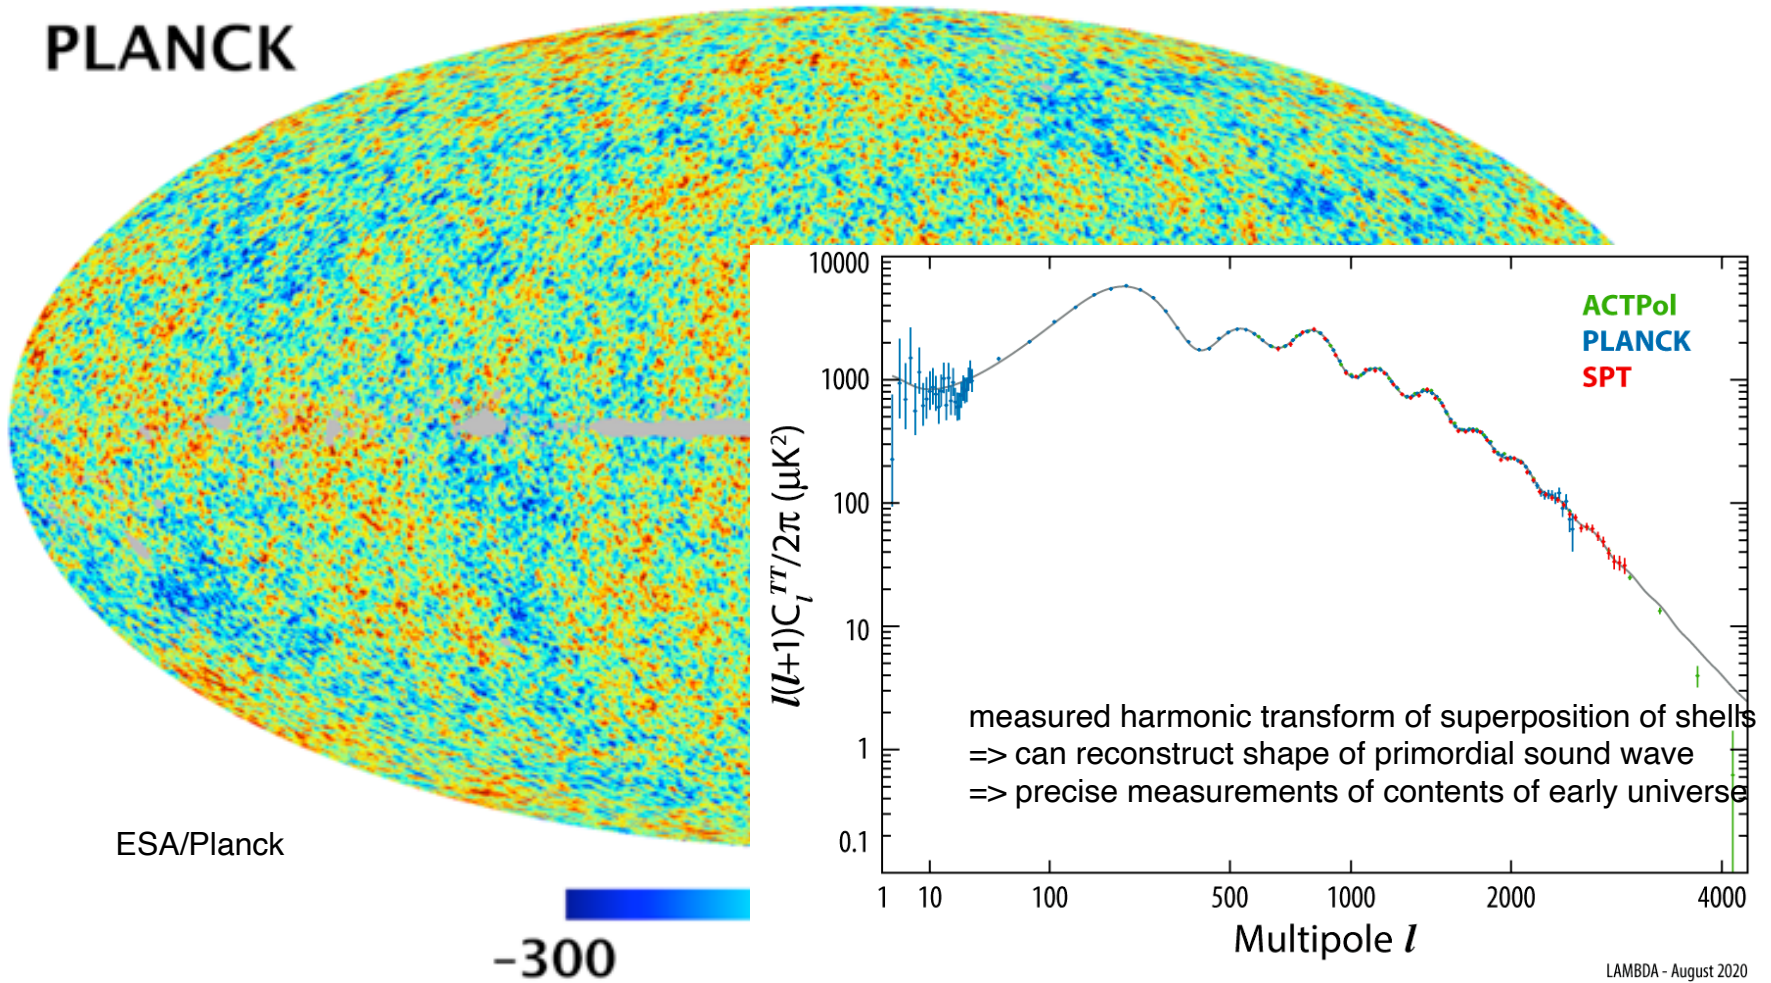 PLANCK
10000
1000
100
10
1
0.1
l(l+1)C_l^TT/2π (μK²)
ACTPol
PLANCK
SPT
measured harmonic transform of superposition of shells
=> can reconstruct shape of primordial sound wave
=> precise measurements of contents of early universe
1 10 100 500 1000 2000 4000
Multipole l
LAMBDA - August 2020
ESA/Planck
-300